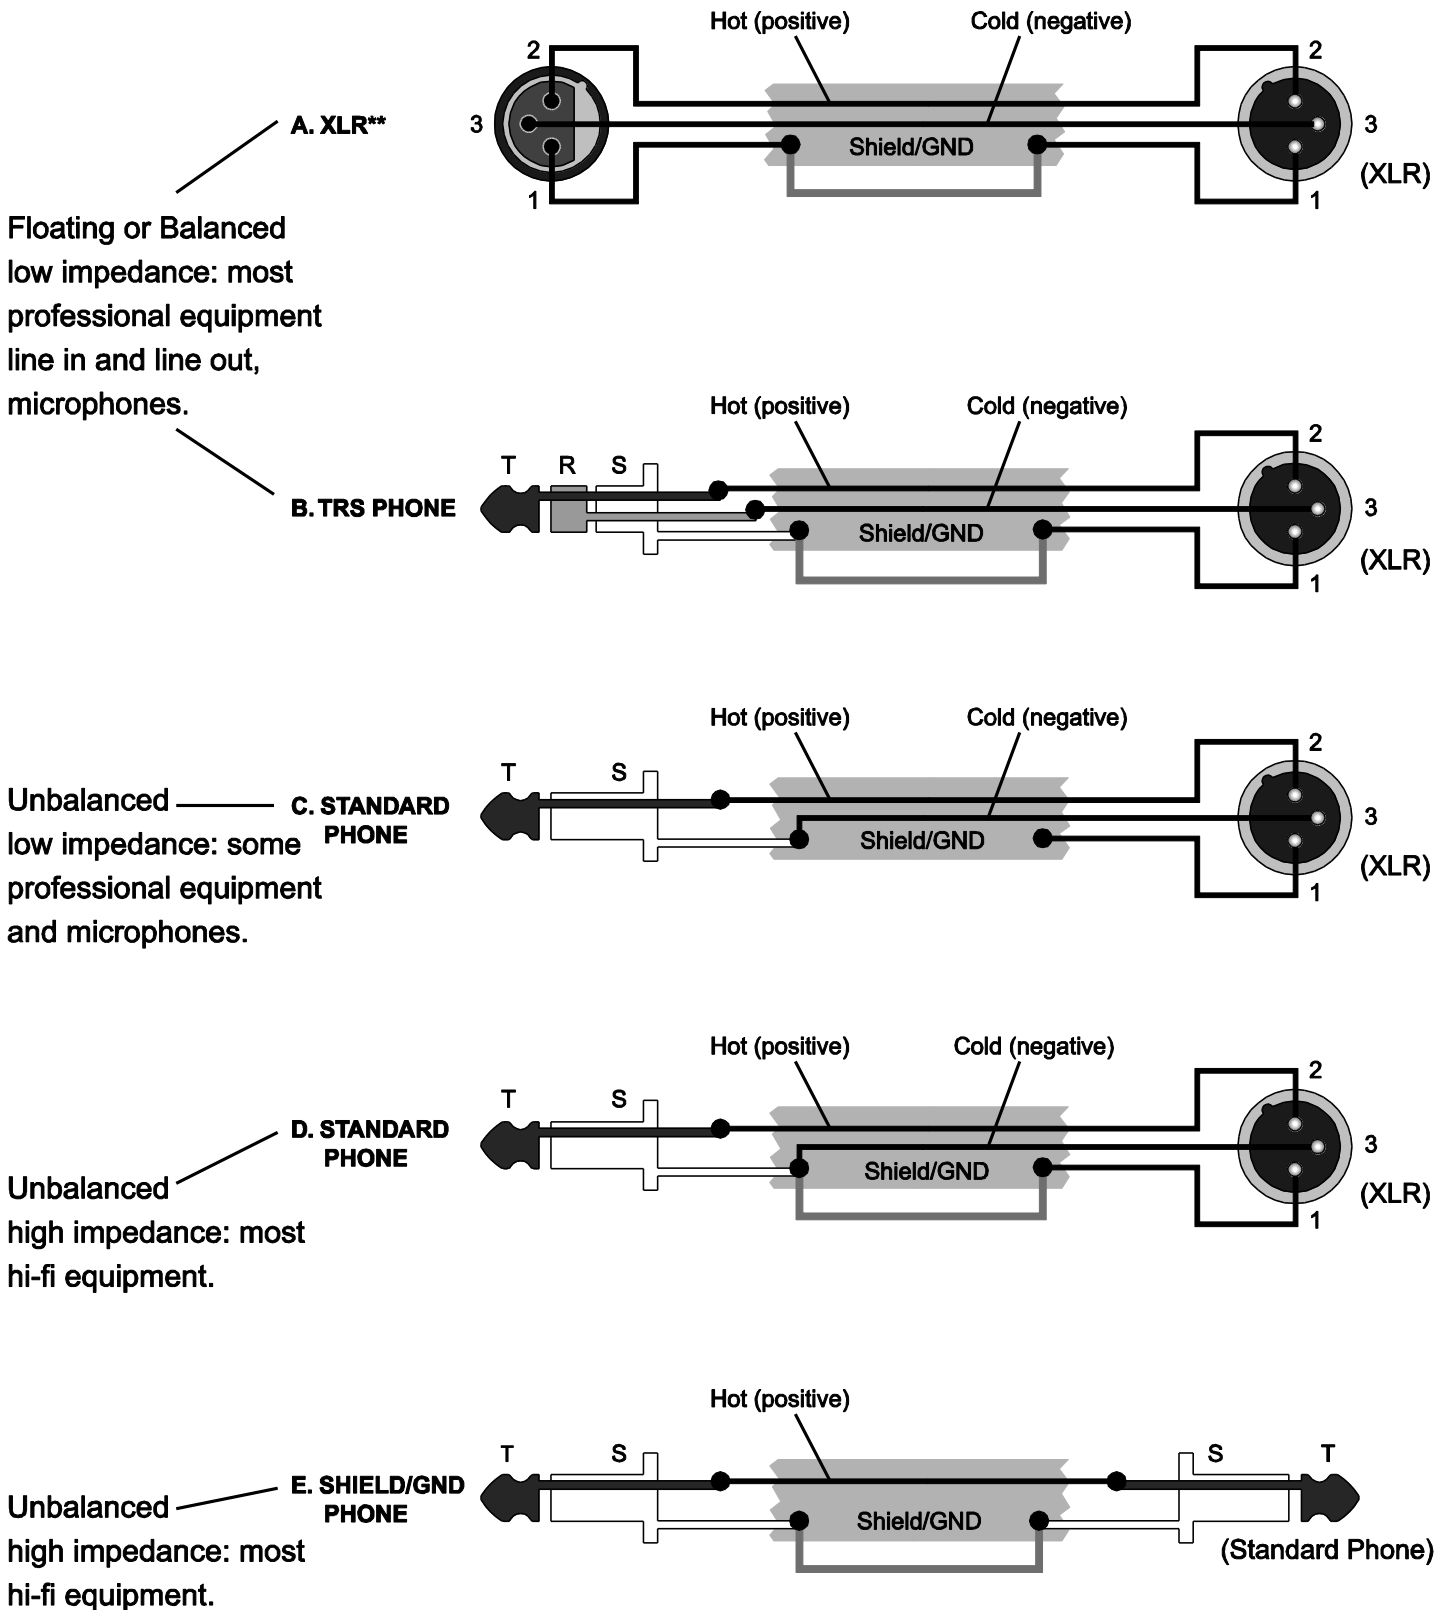 Hot (positive) Cold (negative)
2 2
A. XLR** 3 3
Shield/GND
(XLR)
1 1
Floating or Balanced
low impedance: most
professional equipment
line in and line out,
microphones.
Hot (positive) Cold (negative)
2
T R S
B. TRS PHONE 3
Shield/GND
(XLR)
1
Hot (positive) Cold (negative)
2
T S
Unbalanced
C. STANDARD
PHONE
3
Shield/GND
(XLR)
1
low impedance: some
professional equipment
and microphones.
Hot (positive) Cold (negative)
2
T S
D. STANDARD
PHONE
3
Shield/GND
(XLR)
1
Unbalanced
high impedance: most
hi-fi equipment.
Hot (positive)
T S S T
E. SHIELD/GND
PHONE
Shield/GND
(Standard Phone)
Unbalanced
high impedance: most
hi-fi equipment.